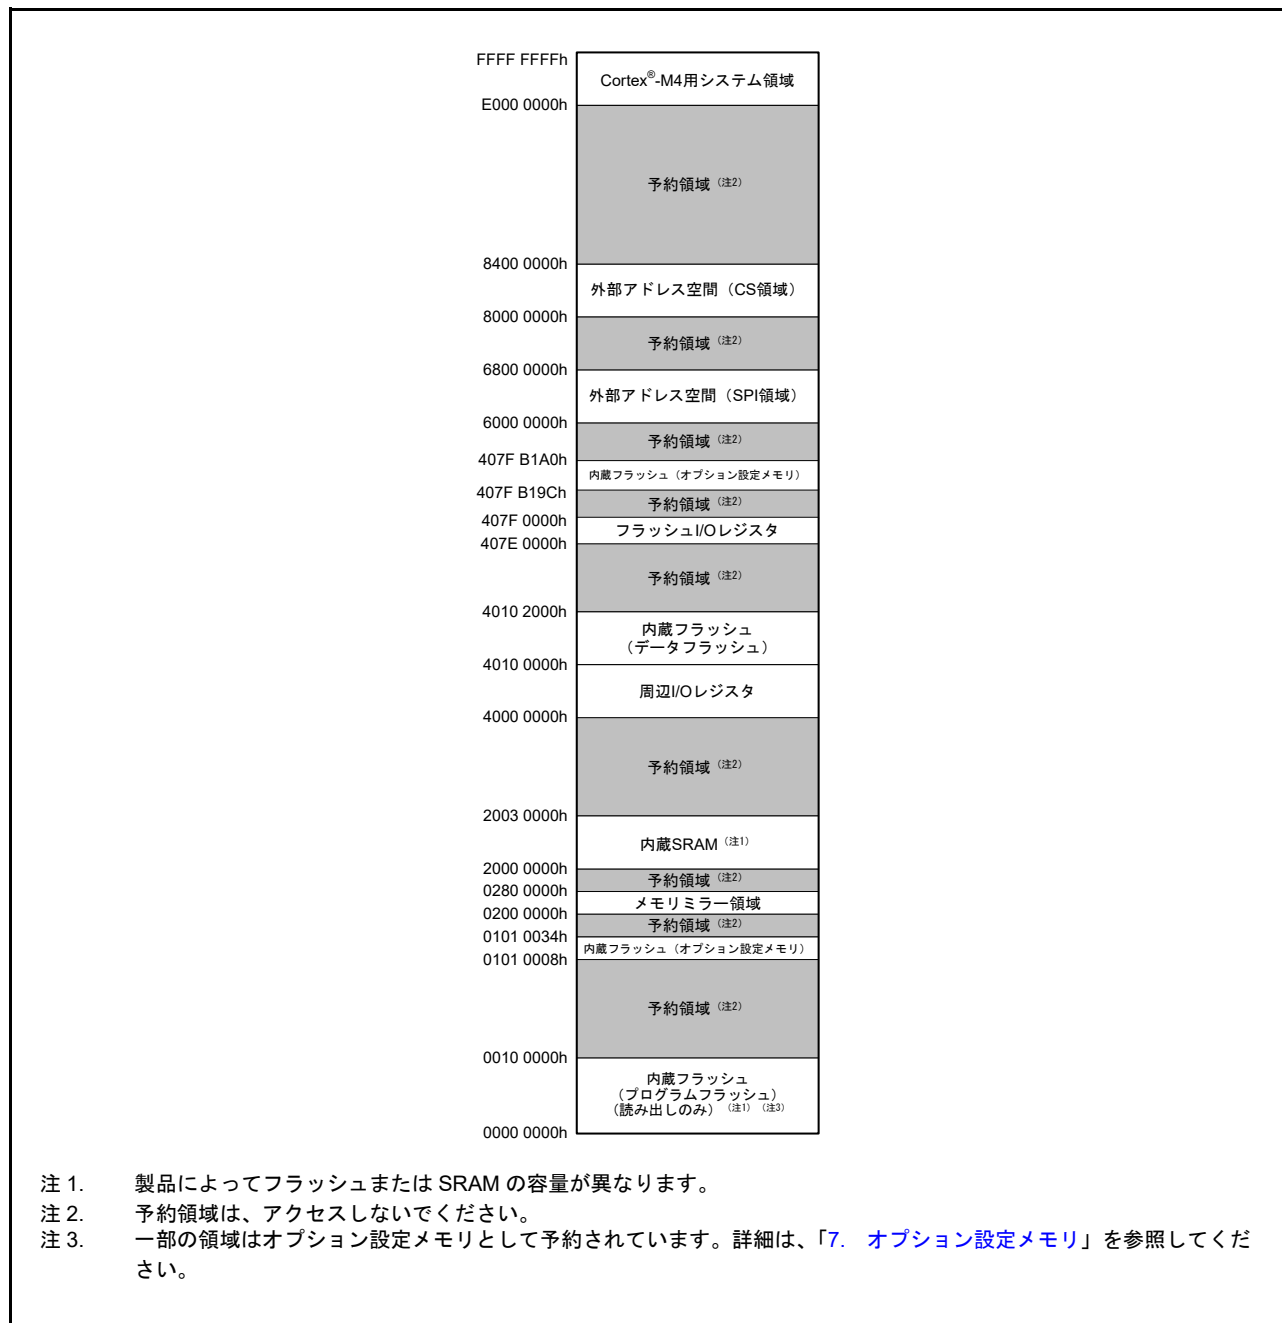 FFFF FFFFh
Cortex®-M4用システム領域
E000 0000h
予約領域（注2）
8400 0000h
外部アドレス空間（CS領域）
8000 0000h
予約領域（注2）
6800 0000h
外部アドレス空間（SPI領域）
6000 0000h
予約領域（注2）
407F B1A0h
内蔵フラッシュ（オプション設定メモリ）
407F B19Ch
予約領域（注2）
407F 0000h
フラッシュI/Oレジスタ
407E 0000h
予約領域（注2）
4010 2000h
内蔵フラッシュ
（データフラッシュ）
4010 0000h
周辺I/Oレジスタ
4000 0000h
予約領域（注2）
2003 0000h
内蔵SRAM（注1）
2000 0000h
予約領域（注2）
0280 0000h
メモリミラー領域
0200 0000h
予約領域（注2）
0101 0034h
内蔵フラッシュ（オプション設定メモリ）
0101 0008h
予約領域（注2）
0010 0000h
内蔵フラッシュ
（プログラムフラッシュ）
（読み出しのみ）（注1）（注3）
0000 0000h
注 1. 製品によってフラッシュまたは SRAM の容量が異なります。
注 2. 予約領域は、アクセスしないでください。
注 3. 一部の領域はオプション設定メモリとして予約されています。詳細は、「7. オプション設定メモリ」を参照してくだ
さい。